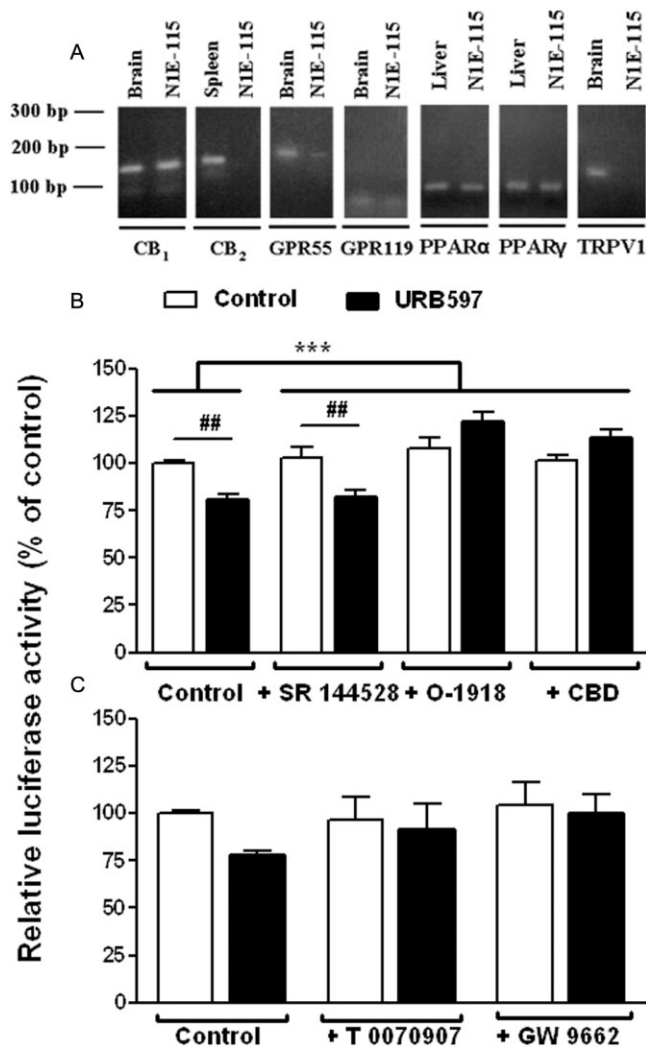 A
Brain N1E-115 Spleen N1E-115 Brain N1E-115 Brain N1E-115 Liver N1E-115 Liver N1E-115 Brain N1E-115
300 bp
200 bp
100 bp
CB1 CB2 GPR55 GPR119 PPARα PPARγ TRPV1
B
Control URB597
Relative luciferase activity (% of control)
***
150
125
## ##
100
75
50
25
0
Control + SR 144528 + O-1918 + CBD
C
150
125
100
75
50
25
0
Control + T 0070907 + GW 9662